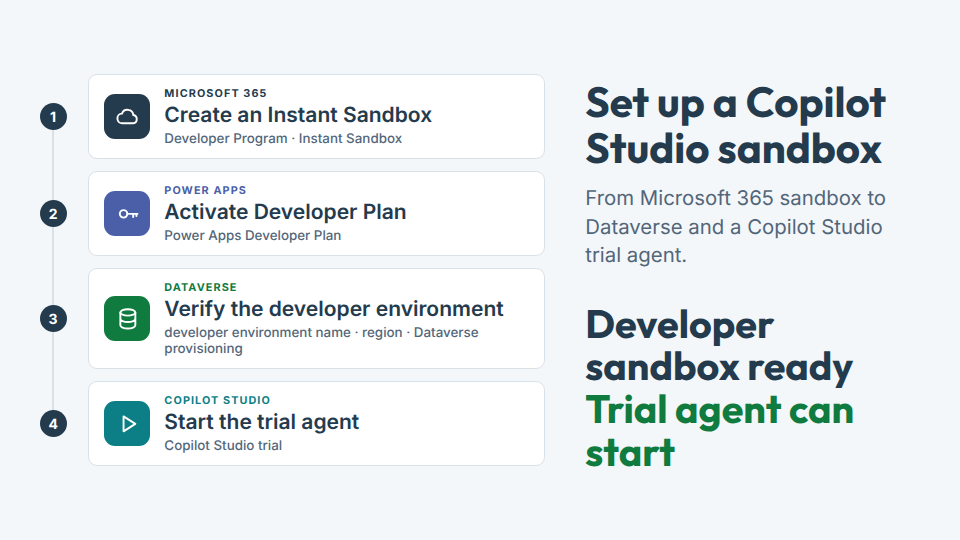 1
MICROSOFT 365
Create an Instant Sandbox
Developer Program · Instant Sandbox
2
POWER APPS
Activate Developer Plan
Power Apps Developer Plan
3
DATAVERSE
Verify the developer environment
developer environment name · region · Dataverse
provisioning
4
COPILOT STUDIO
Start the trial agent
Copilot Studio trial
Set up a Copilot
Studio sandbox
From Microsoft 365 sandbox to
Dataverse and a Copilot Studio
trial agent.
Developer
sandbox ready
Trial agent can
start